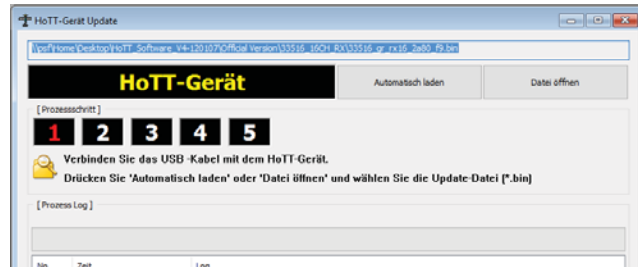 HoTT-Gerät Update
\\psf\Home\Desktop\HoTT_Software_V4-120107\Official Version\33516_16CH_RX\33516_gr_rx16_2a80_f9.bin
HoTT-Gerät
Automatisch laden
Datei öffnen
[ Prozessschritt ]
1 2 3 4 5
Verbinden Sie das USB -Kabel mit dem HoTT-Gerät.
Drücken Sie 'Automatisch laden' oder 'Datei öffnen' und wählen Sie die Update-Datei (*.bin)
[ Prozess Log ]
No Zeit Log